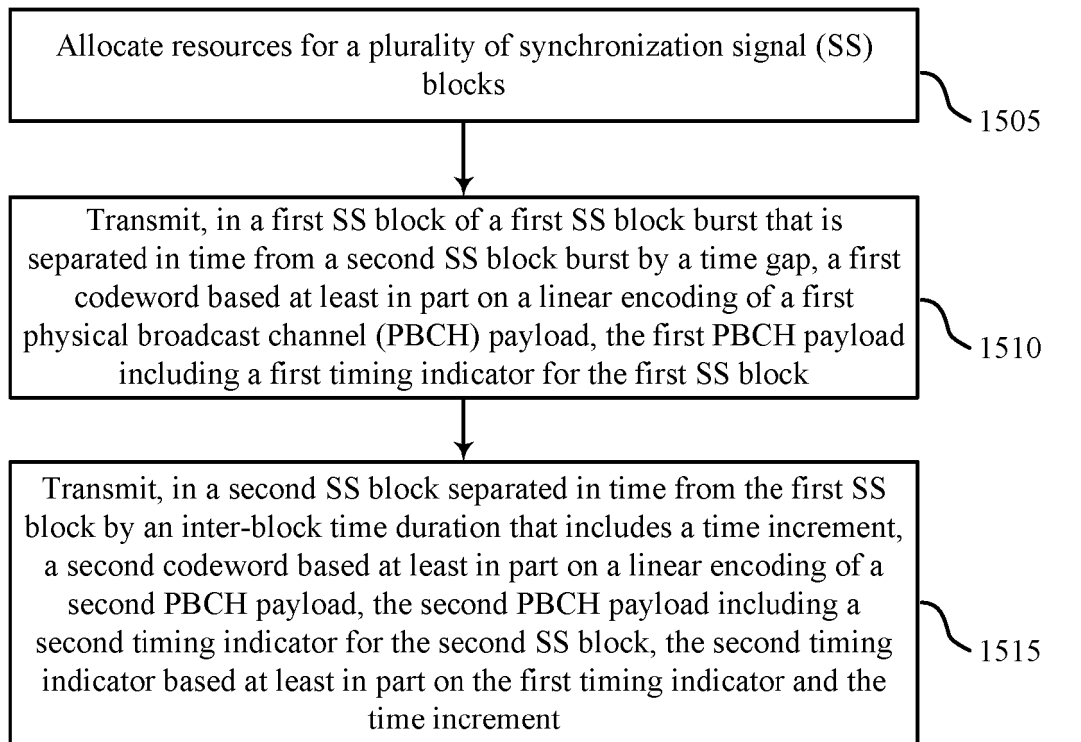 Allocate resources for a plurality of synchronization signal (SS)
blocks
1505
Transmit, in a first SS block of a first SS block burst that is
separated in time from a second SS block burst by a time gap, a first
codeword based at least in part on a linear encoding of a first
physical broadcast channel (PBCH) payload, the first PBCH payload
including a first timing indicator for the first SS block
1510
Transmit, in a second SS block separated in time from the first SS
block by an inter-block time duration that includes a time increment,
a second codeword based at least in part on a linear encoding of a
second PBCH payload, the second PBCH payload including a
second timing indicator for the second SS block, the second timing
indicator based at least in part on the first timing indicator and the
time increment
1515